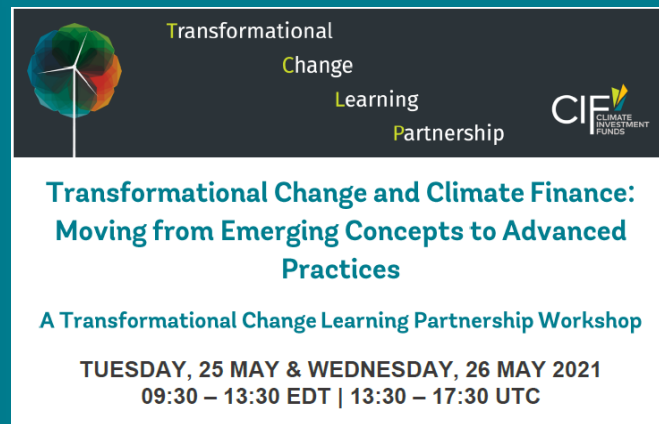 Transformational
Change
Learning
Partnership
CIF
CLIMATE
INVESTMENT
FUNDS
Transformational Change and Climate Finance:
Moving from Emerging Concepts to Advanced
Practices
A Transformational Change Learning Partnership Workshop
TUESDAY, 25 MAY & WEDNESDAY, 26 MAY 2021
09:30 – 13:30 EDT | 13:30 – 17:30 UTC